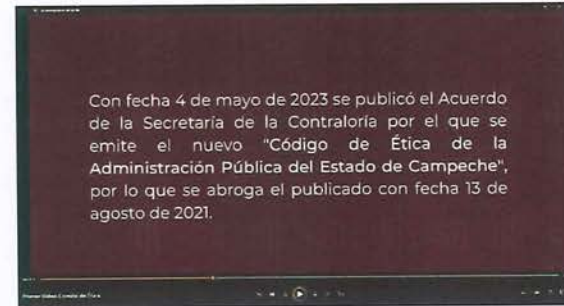 Con fecha 4 de mayo de 2023 se publicó el Acuerdo
de la Secretaría de la Contraloría por el que se
emite el nuevo "Código de Ética de la
Administración Pública del Estado de Campeche",
por lo que se abroga el publicado con fecha 13 de
agosto de 2021.